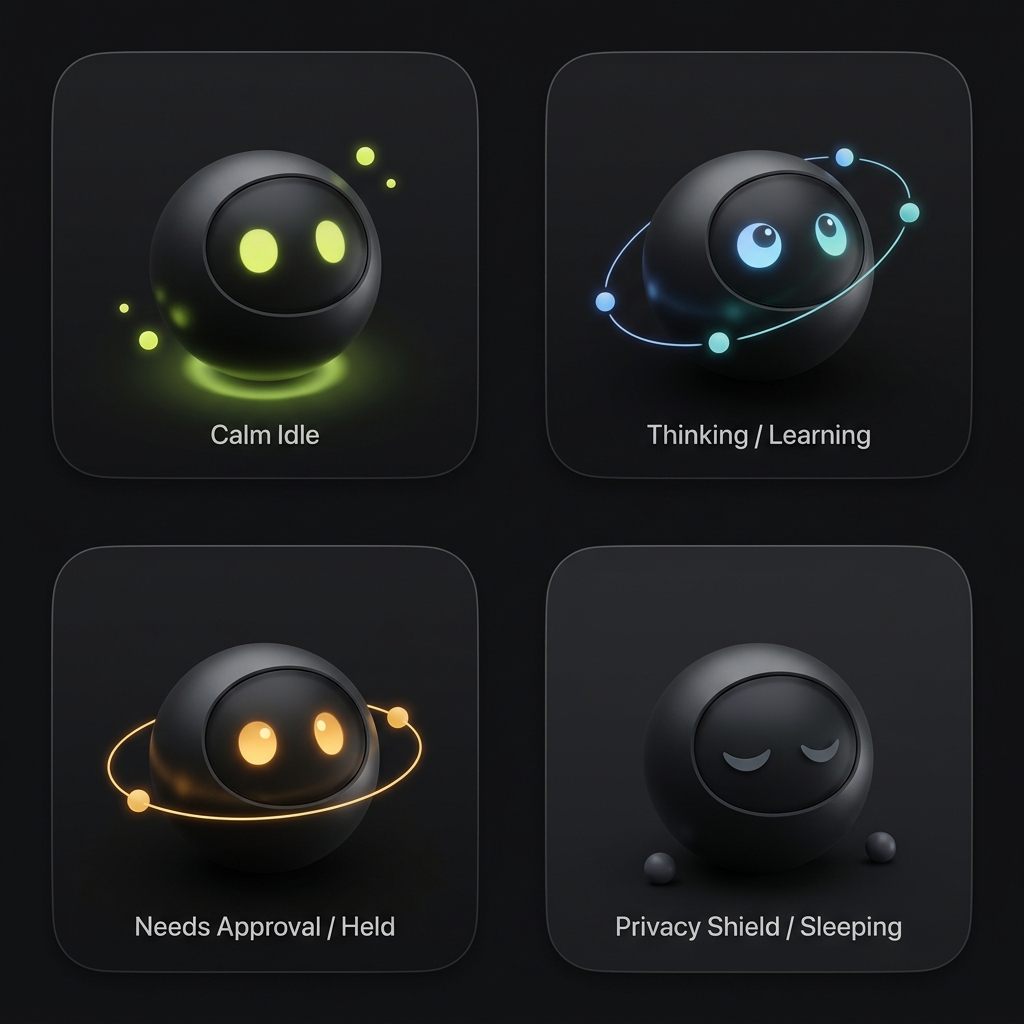 Calm Idle
Thinking / Learning
Needs Approval / Held
Privacy Shield / Sleeping